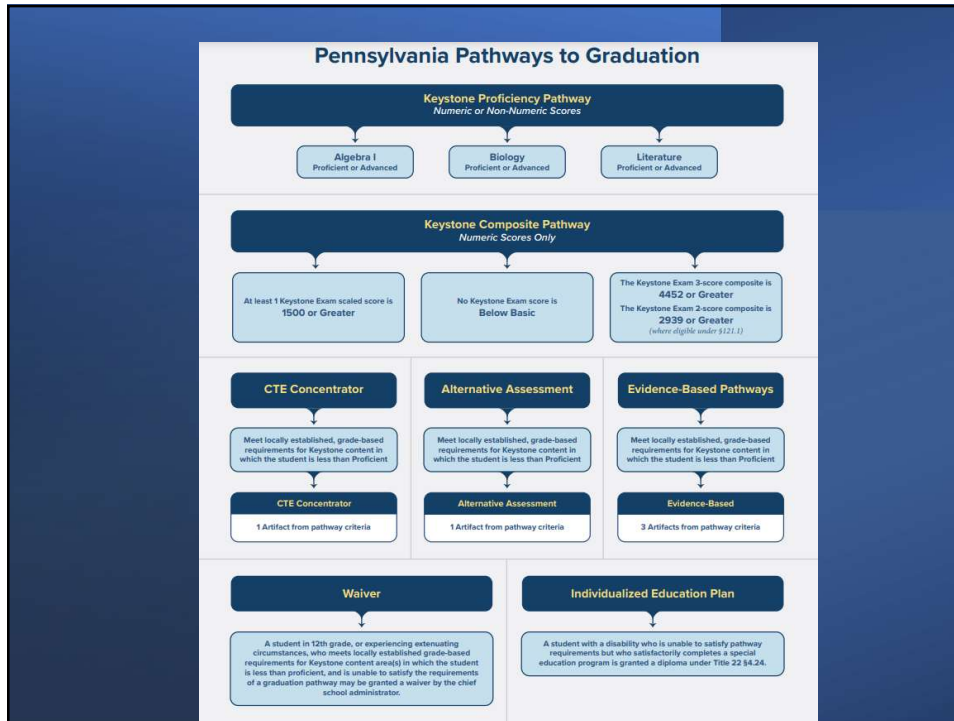 Pennsylvania Pathways to Graduation
Keystone Proficiency Pathway
Numeric or Non-Numeric Scores
Algebra I
Proficient or Advanced
Biology
Proficient or Advanced
Literature
Proficient or Advanced
Keystone Composite Pathway
Numeric Scores Only
At least 1 Keystone Exam scaled score is
1500 or Greater
No Keystone Exam score is
Below Basic
The Keystone Exam 3-score composite is
4452 or Greater
The Keystone Exam 2-score composite is
2939 or Greater
(where eligible under §121.1)
CTE Concentrator
Meet locally established, grade-based
requirements for Keystone content in
which the student is less than Proficient
CTE Concentrator
1 Artifact from pathway criteria
Alternative Assessment
Meet locally established, grade-based
requirements for Keystone content in
which the student is less than Proficient
Alternative Assessment
1 Artifact from pathway criteria
Evidence-Based Pathways
Meet locally established, grade-based
requirements for Keystone content in
which the student is less than Proficient
Evidence-Based
3 Artifacts from pathway criteria
Waiver
A student in 12th grade, or experiencing extenuating
circumstances, who meets locally established grade-based
requirements for Keystone content area(s) in which the student
is less than proficient, and is unable to satisfy the requirements
of a graduation pathway may be granted a waiver by the chief
school administrator.
Individualized Education Plan
A student with a disability who is unable to satisfy pathway
requirements but who satisfactorily completes a special
education program is granted a diploma under Title 22 §4.24.